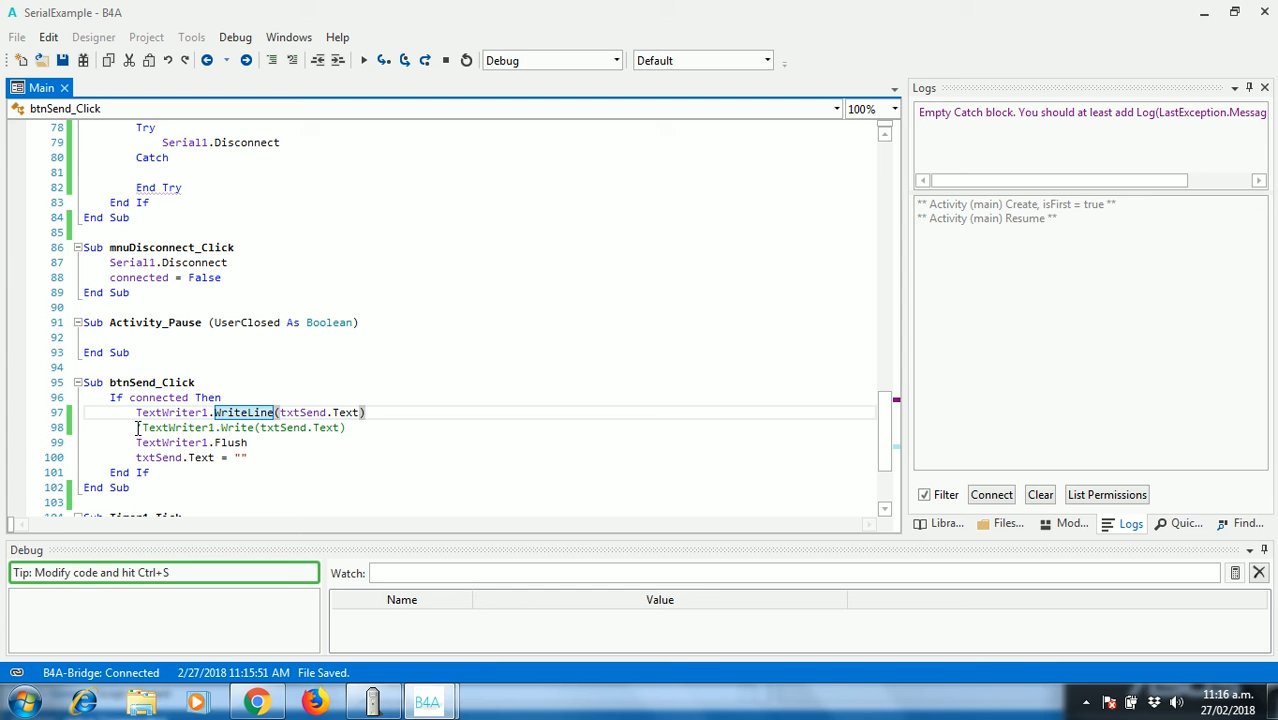 SerialExample - B4A
File Edit Designer Project Tools Debug Windows Help
Debug Default
Main
btnSend_Click 100%
78 Try
79 Serial1.Disconnect
80 Catch
81
82 End Try
83 End If
84 End Sub
85
86 Sub mnuDisconnect_Click
87 Serial1.Disconnect
88 connected = False
89 End Sub
90
91 Sub Activity_Pause (UserClosed As Boolean)
92
93 End Sub
94
95 Sub btnSend_Click
96 If connected Then
97 TextWriter1.WriteLine(txtSend.Text)
98 'TextWriter1.Write(txtSend.Text)
99 TextWriter1.Flush
100 txtSend.Text = ""
101 End If
102 End Sub
103
Logs
Empty Catch block. You should at least add Log(LastException.Messag
** Activity (main) Create, isFirst = true **
** Activity (main) Resume **
Filter Connect Clear List Permissions
Libra... Files... Mod... Logs Quic... Find...
Debug
Tip: Modify code and hit Ctrl+S
Watch:
Name Value
B4A-Bridge: Connected 2/27/2018 11:15:51 AM File Saved.
B4A
11:16 a.m.
27/02/2018